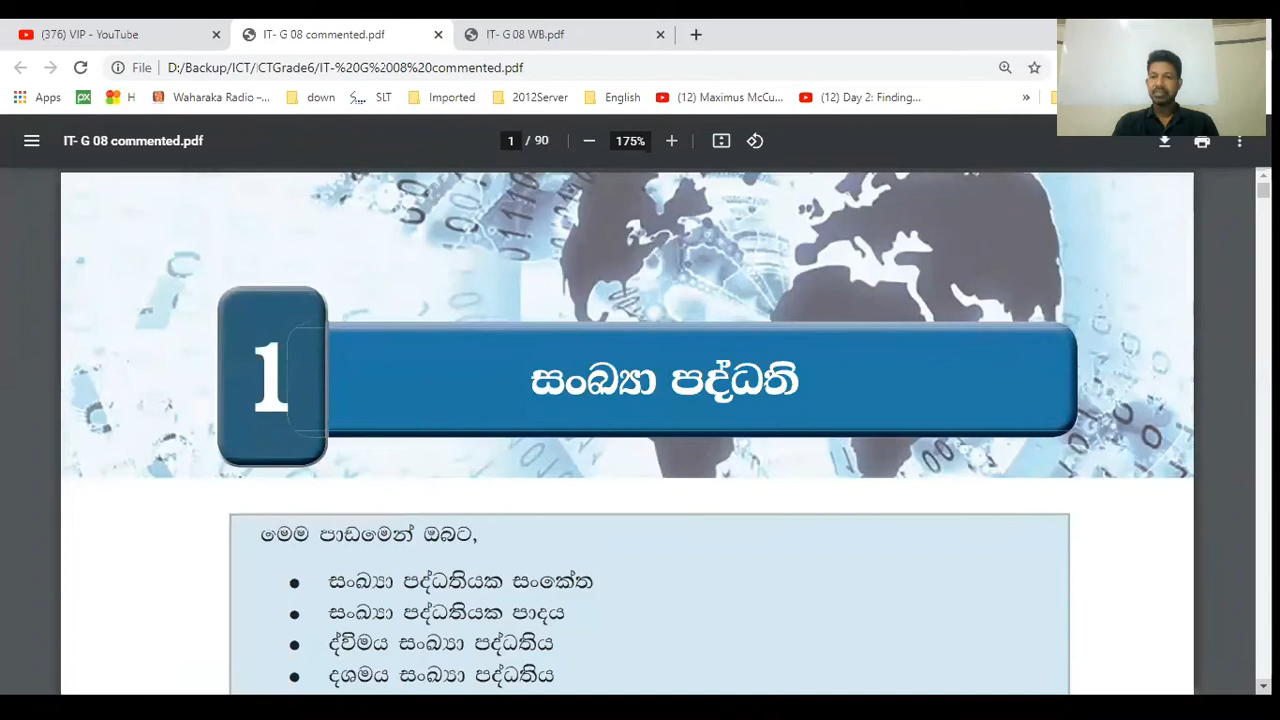 (376) VIP - YouTube
IT- G 08 commented.pdf
IT- G 08 WB.pdf
File
D:/Backup/ICT/ICTGrade6/IT-%20G%2008%20commented.pdf
Apps
H
Waharaka Radio –...
down
SLT
Imported
2012Server
English
(12) Maximus McCu...
(12) Day 2: Finding...
»
IT- G 08 commented.pdf
1 / 90
175%
1
සංඛ්‍යා පද්ධති
මෙම පාඩමෙන් ඔබට,
● සංඛ්‍යා පද්ධතියක සංකේත
● සංඛ්‍යා පද්ධතියක පාදය
● ද්විමය සංඛ්‍යා පද්ධතිය
● දශමය සංඛ්‍යා පද්ධතිය